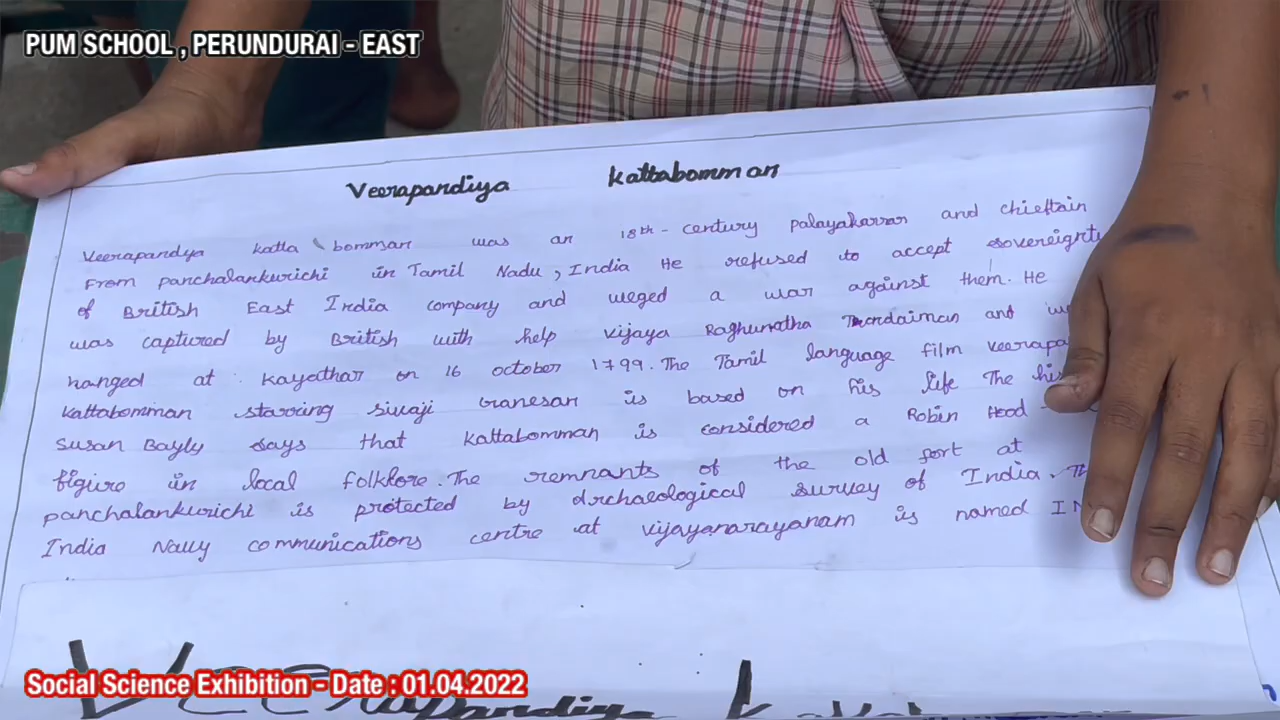 PUM SCHOOL , PERUNDURAI - EAST
Veerapandiya Kattabomman
Veerapandya katta bomman was an 18th - century palayakarran and chieftain
From panchalankurichi in Tamil Nadu , India He refused to accept sovereignty
of British East India company and weged a war against them. He
was captured by British with help vijaya Raghunatha Tondaiman and
hanged at kayathar on 16 october 1799. The Tamil language film
kattabomman starring sivaji Ganesan is based on his life The
Susan Bayly says that kattabomman is considered a Robin Hood -
figure in local folklore. The remnants of the old fort at
panchalankurichi is protected by Archaeological survey of India.
India Navy communications centre at vijayanarayanam is named
Veerapandiya
Social Science Exhibition - Date : 01.04.2022